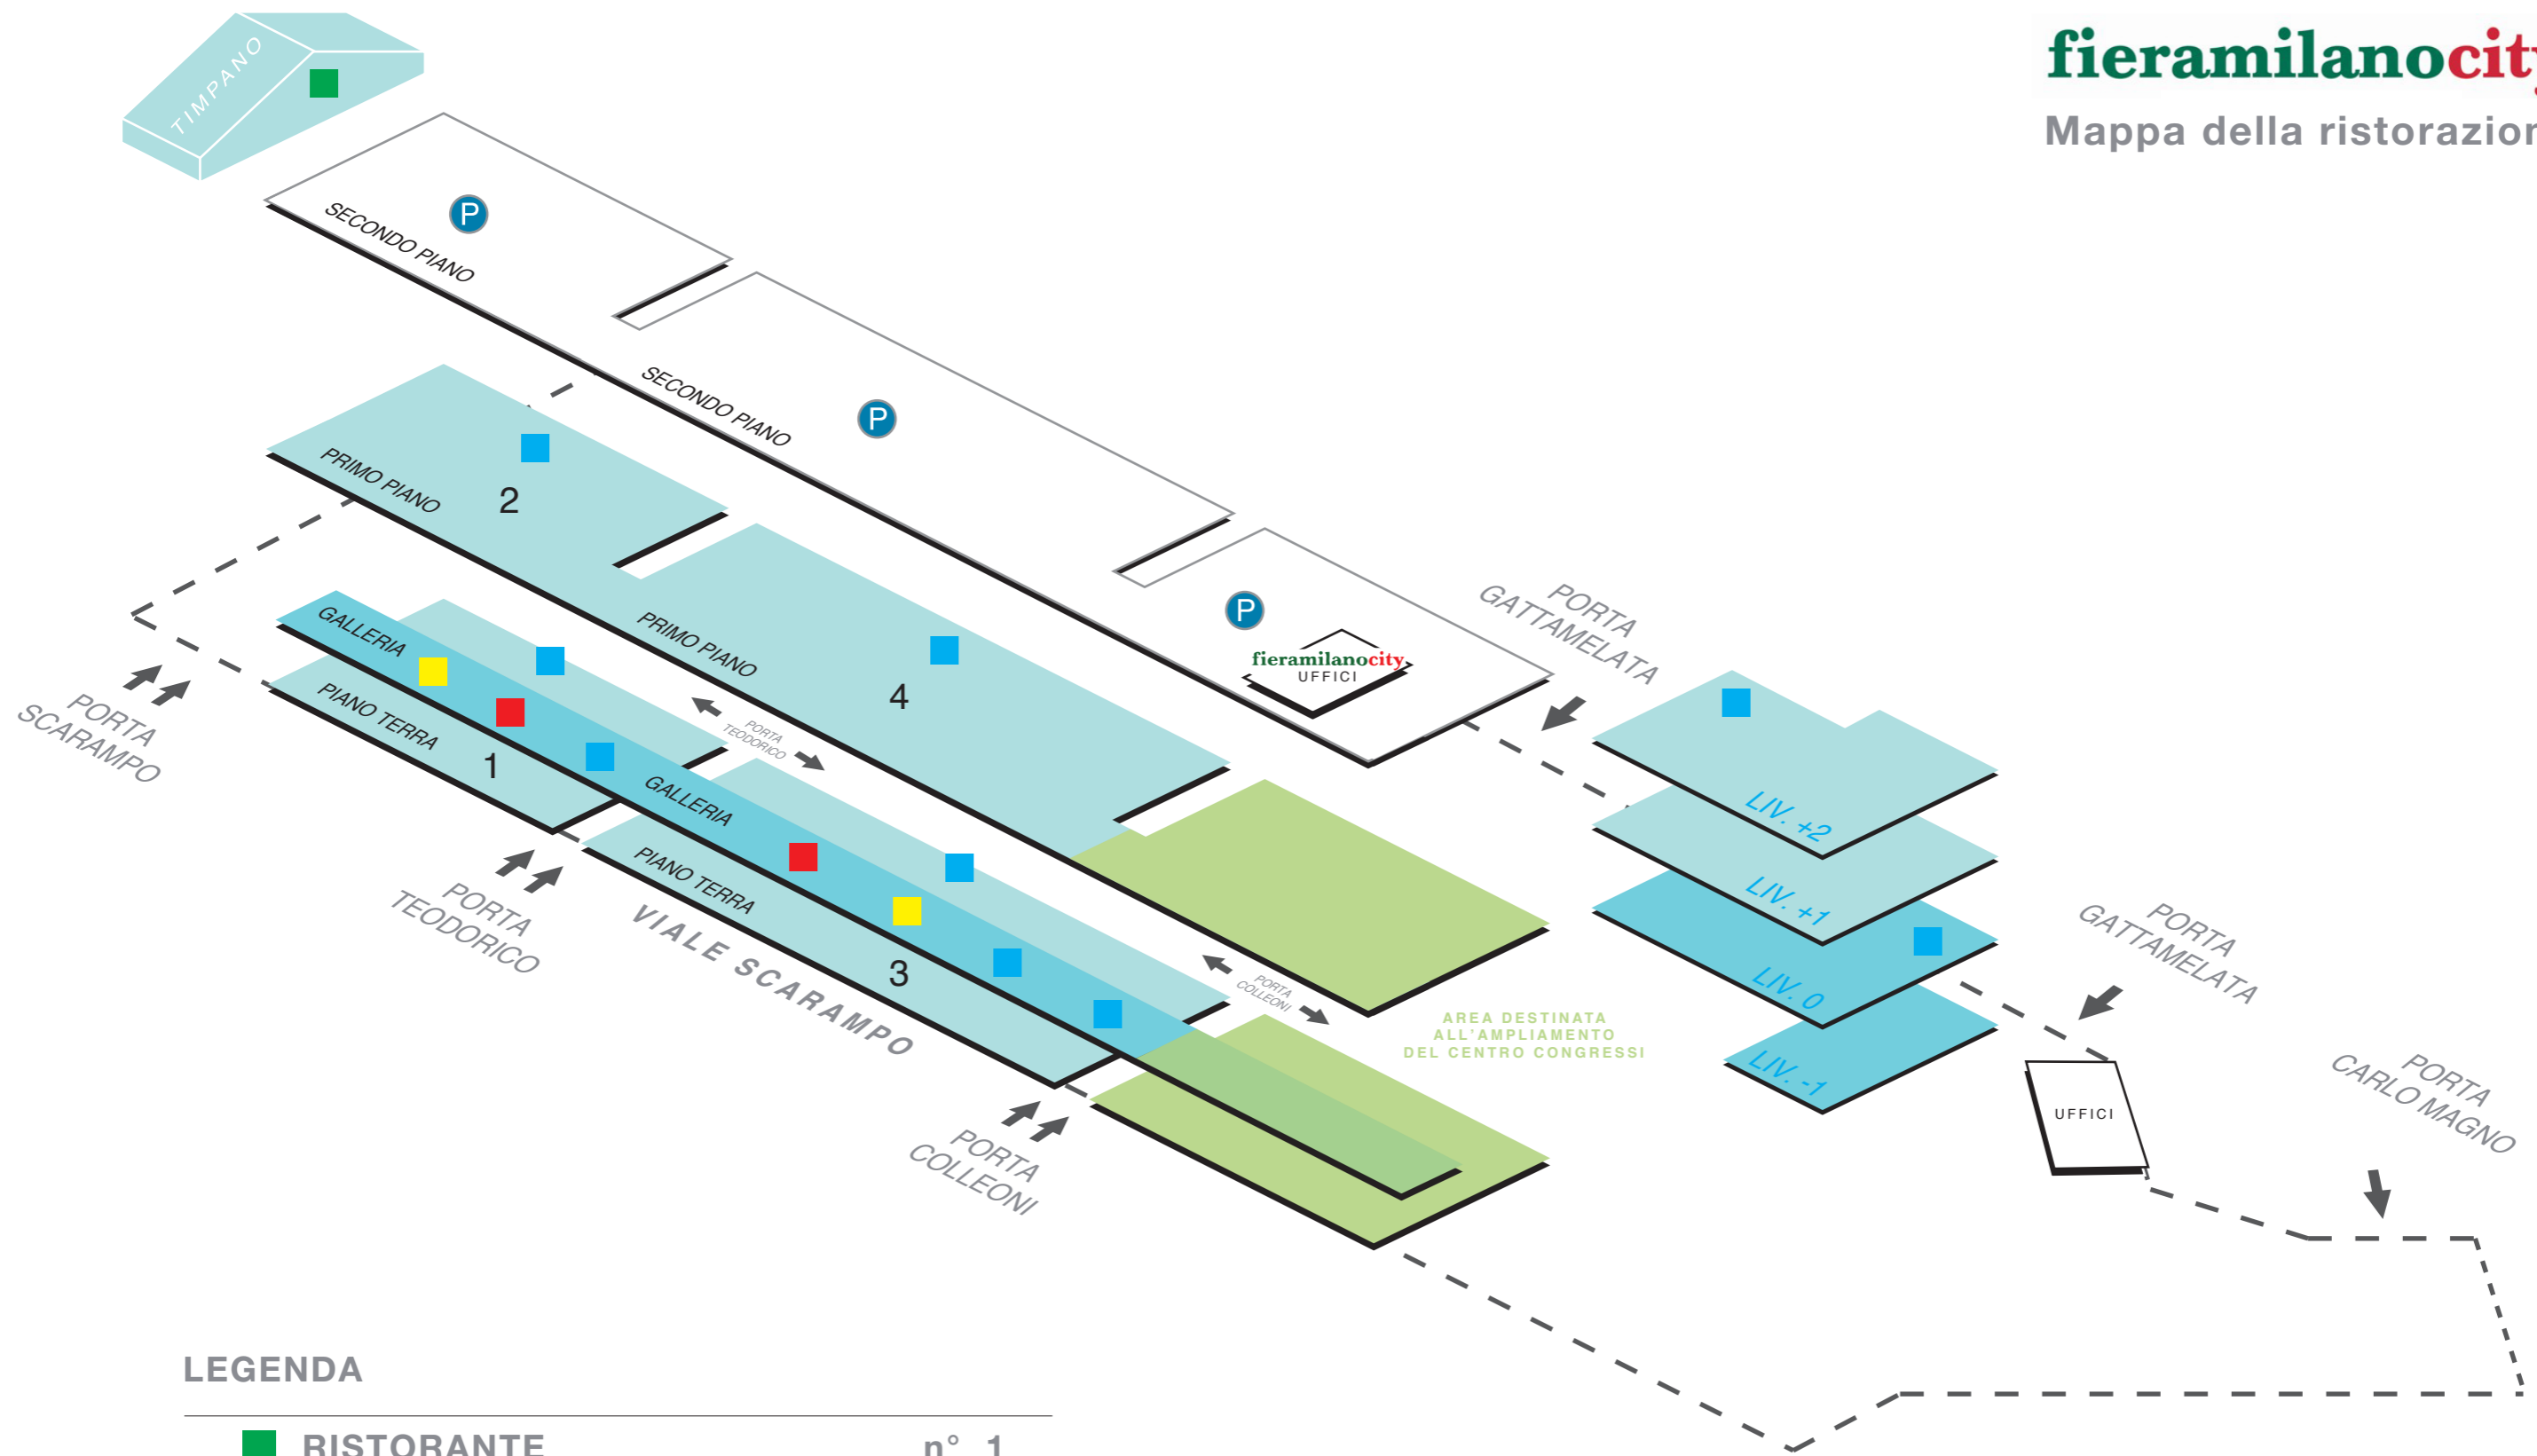 fieramilanocity
Mappa della ristorazion
TIMPANO
P
SECONDO PIANO
P
SECONDO PIANO
P
fieramilanocity
UFFICI
PRIMO PIANO
2
PRIMO PIANO
4
GALLERIA
PIANO TERRA
1
GALLERIA
PIANO TERRA
3
PORTA
SCARAMPO
PORTA
TEODORICO
PORTA
TEODORICO
VIALE SCARAMPO
PORTA
COLLEONI
PORTA
COLLEONI
AREA DESTINATA
ALL'AMPLIAMENTO
DEL CENTRO CONGRESSI
PORTA
GATTAMELATA
LIV. +2
LIV. +1
LIV. 0
LIV. -1
PORTA
GATTAMELATA
UFFICI
PORTA
CARLO MAGNO
LEGENDA
RISTORANTE n° 1